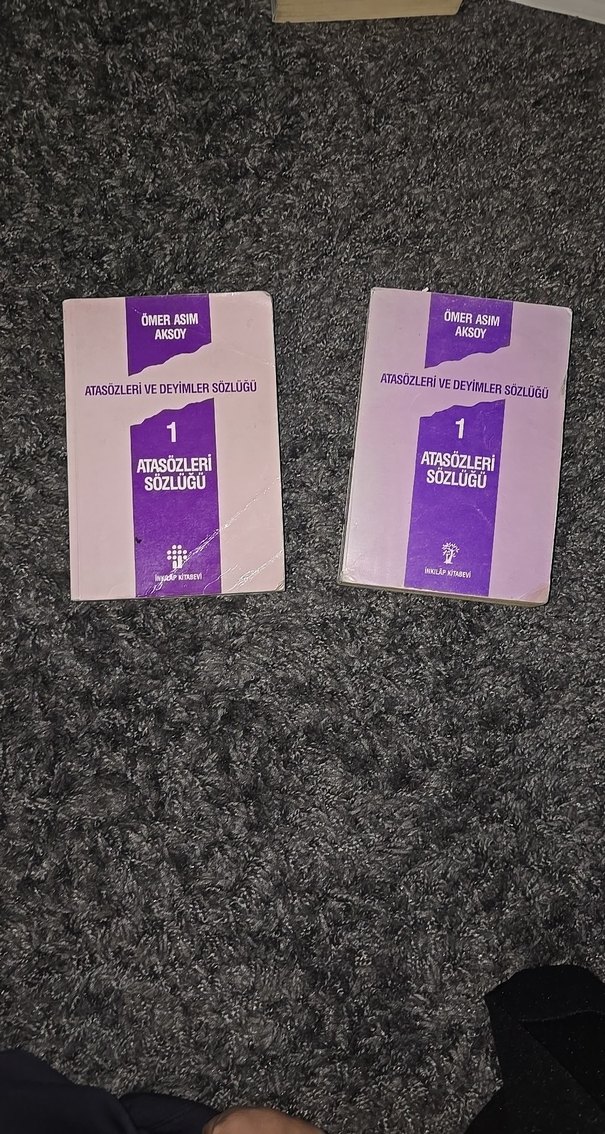 ÖMER ASIM
AKSOY
ATASÖZLERİ VE DEYİMLER SÖZLÜĞÜ
1
ATASÖZLERİ
SÖZLÜĞÜ
İNKILÂP KİTABEVİ
ÖMER ASIM
AKSOY
ATASÖZLERİ VE DEYİMLER SÖZLÜĞÜ
1
ATASÖZLERİ
SÖZLÜĞÜ
İNKILÂP KİTABEVİ